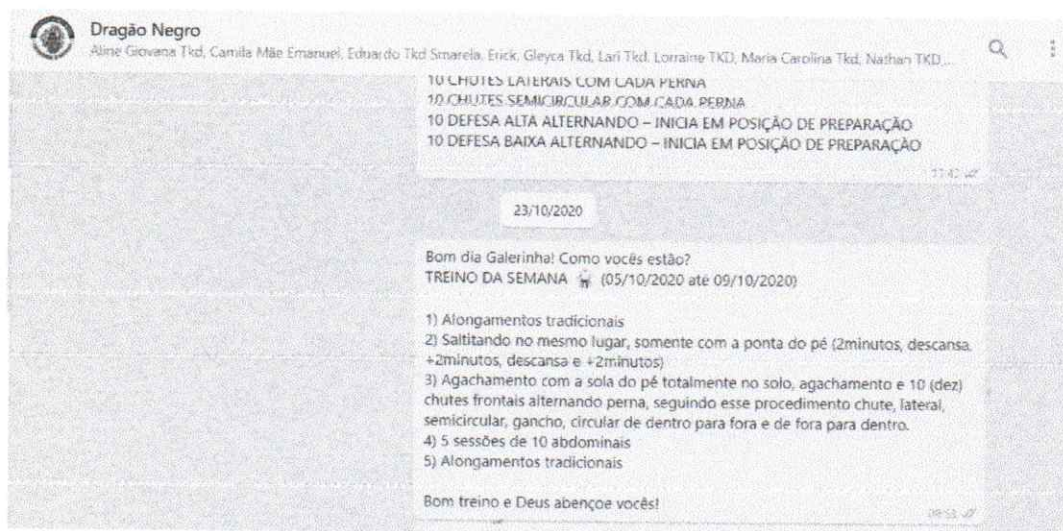 Dragão Negro
Aline Giovana Tkd, Camila Mãe Emanuel, Eduardo Tkd Smarela, Erick, Gleyca Tkd, Lari Tkd, Lorraine TKD, Maria Carolina Tkd, Nathan TKD,...
10 CHUTES LATERAIS COM CADA PERNA
10 CHUTES SEMICIRCULAR COM CADA PERNA
10 DEFESA ALTA ALTERNANDO – INICIA EM POSIÇÃO DE PREPARAÇÃO
10 DEFESA BAIXA ALTERNANDO – INICIA EM POSIÇÃO DE PREPARAÇÃO
23/10/2020
Bom dia Galerinha! Como vocês estão?
TREINO DA SEMANA (05/10/2020 até 09/10/2020)
1) Alongamentos tradicionais
2) Saltitando no mesmo lugar, somente com a ponta do pé (2minutos, descansa,
+2minutos, descansa e +2minutos)
3) Agachamento com a sola do pé totalmente no solo, agachamento e 10 (dez)
chutes frontais alternando perna, seguindo esse procedimento chute, lateral,
semicircular, gancho, circular de dentro para fora e de fora para dentro.
4) 5 sessões de 10 abdominais
5) Alongamentos tradicionais
Bom treino e Deus abençoe vocês!